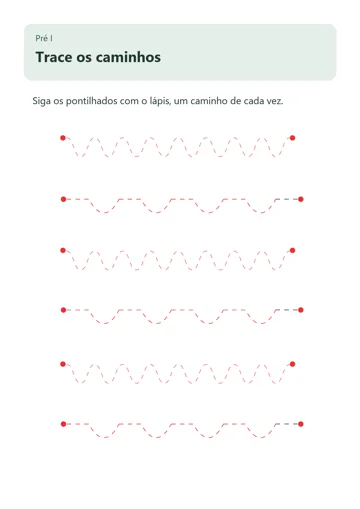 Pré I
Trace os caminhos
Siga os pontilhados com o lápis, um caminho de cada vez.